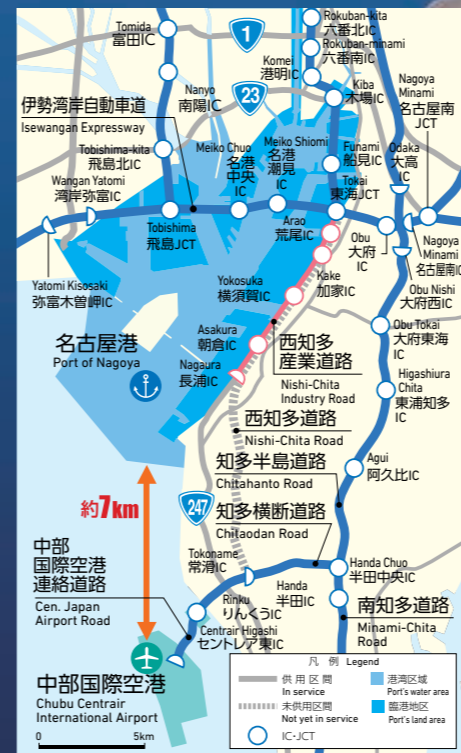 Tomida
富田IC
1
Rokuban-kita
六番北IC
Rokuban-minami
六番南IC
Komei
港明IC
Nanyo
南陽IC
23
Kiba
木場IC
Nagoya
Minami
名古屋南
JCT
伊勢湾岸自動車道
Isewangan Expressway
Tobishima-kita
飛島北IC
Meiko Chuo
名港
中央
IC
Meiko Shiomi
名港
潮見
IC
Funami
船見IC
Odaka
大高
IC
Wangan Yatomi
湾岸弥富IC
Tokai
東海JCT
Tobishima
飛島JCT
Arao
荒尾IC
Obu
大府
IC
Nagoya
Minami
名古屋南IC
Yatomi Kisosaki
弥富木曽岬IC
Yokosuka
横須賀IC
Kake
加家IC
Obu Nishi
大府西IC
Asakura
朝倉IC
Obu Tokai
大府東海
IC
名古屋港
Port of Nagoya
Nagaura
長浦IC
西知多
産業道路
Nishi-Chita
Industry Road
Higashiura
Chita
東浦知多
IC
西知多道路
Nishi-Chita Road
知多半島道路
Chitahanto Road
Agui
阿久比IC
約7km
247
知多横断道路
Chitaodan Road
中部
国際空港
連絡道路
Cen. Japan
Airport Road
Tokoname
常滑IC
Handa
半田IC
Handa Chuo
半田中央IC
Rinku
りんくうIC
Centrair Higashi
セントレア東IC
南知多道路
Minami-Chita
Road
中部国際空港
Chubu Centrair
International Airport
0 5km
凡 例 Legend
供用区間
In service
港湾区域
Port's water area
未供用区間
Not yet in service
臨港地区
Port's land area
IC・JCT